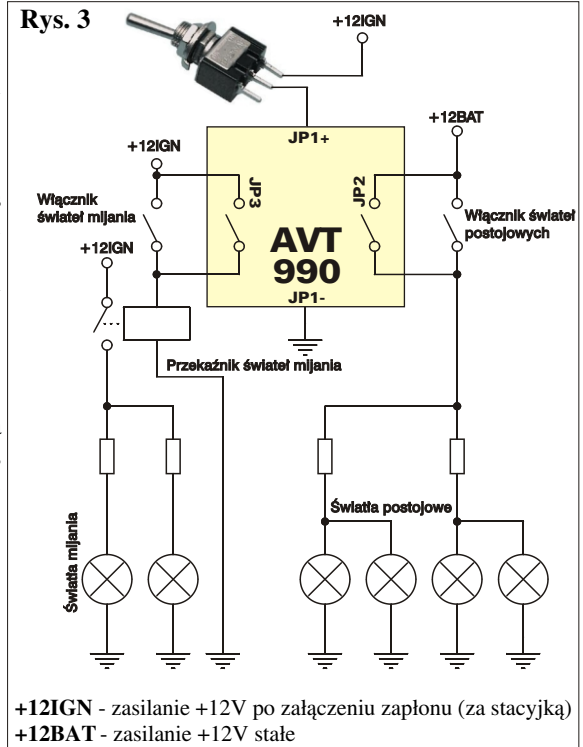 Rys. 3
+12IGN
+12BAT
JP1+
+12IGN
JP3
JP2
Włącznik
świateł mijania
Włącznik świateł
postojowych
AVT
990
+12IGN
JP1-
Przekaźnik świateł mijania
Światła postojowe
Światła mijania
+12IGN - zasilanie +12V po załączeniu zapłonu (za stacyjką)
+12BAT - zasilanie +12V stałe